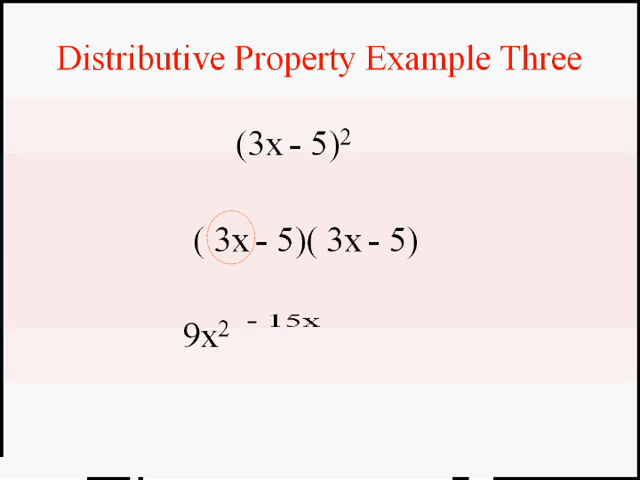 Distributive Property Example Three
(3x - 5)²
( 3x - 5)( 3x - 5)
9x² - 15x